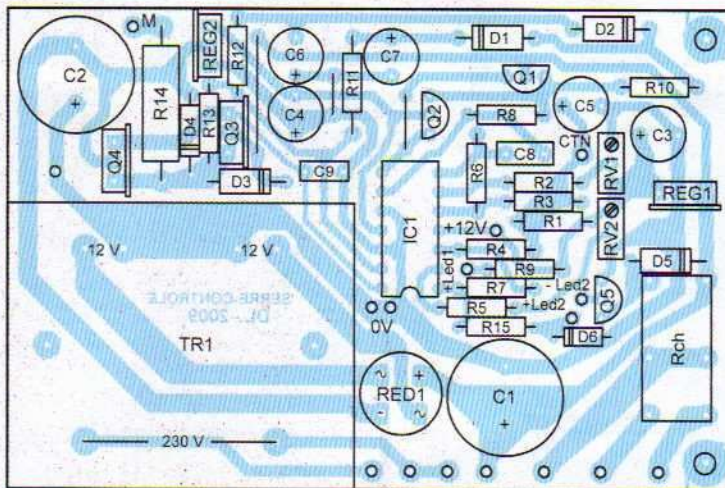 M
C2
R14
REG2
R12
C6
C7
D1
D2
R11
Q1
R10
D4
R13
Q3
C4
Q2
R8
C5
C3
Q4
CTN
D3
C9
R6
C8
R2
RV1
REG1
IC1
R3
R1
+12V
RV2
12 V
12 V
R4
+Led1
R9
D5
R7
- Led2
Q5
SERRE-CONTROLE
DL - 2009
R5
+Led2
0V
R15
D6
Rch
TR1
RED1
~ +
- ~
C1
+
230 V